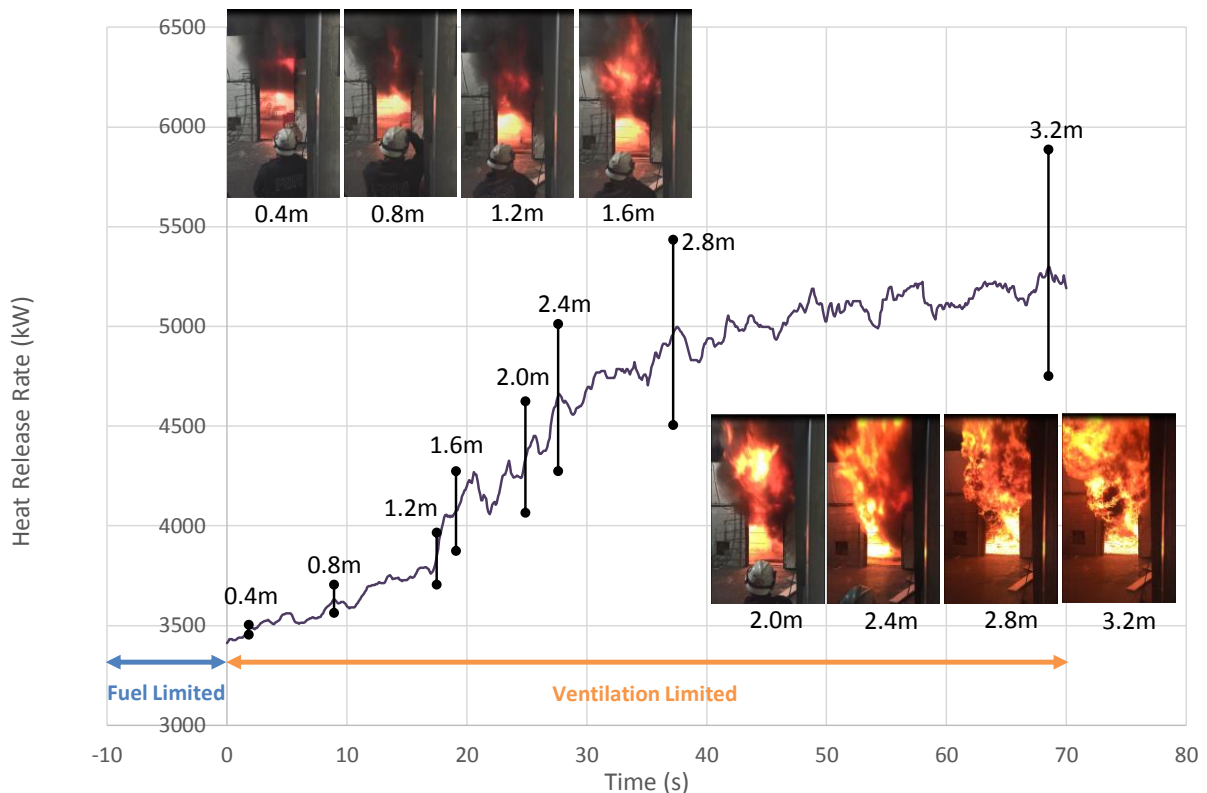 6500
6000
5500
5000
4500
4000
3500
3000
Heat Release Rate (kW)
0.4m
0.8m
1.2m
1.6m
3.2m
2.8m
2.4m
2.0m
1.6m
1.2m
0.8m
0.4m
2.0m
2.4m
2.8m
3.2m
Fuel Limited
Ventilation Limited
-10
0
10
20
30
40
50
60
70
80
Time (s)